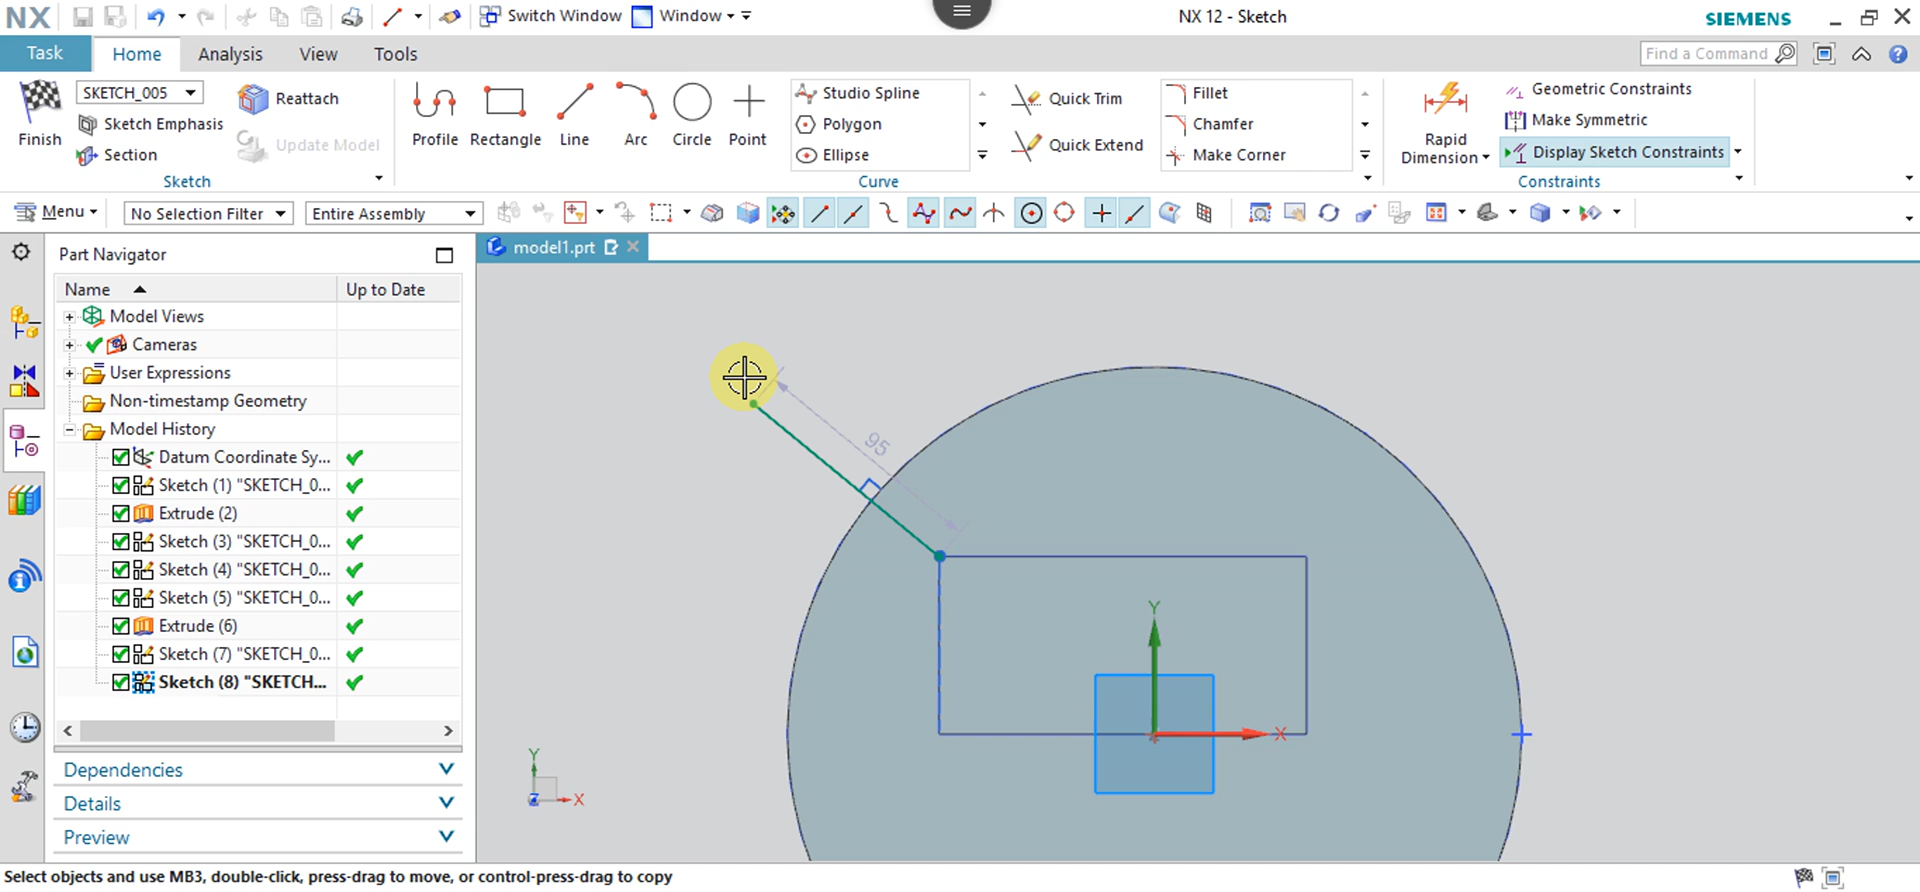 NX
Switch Window
Window
NX 12 - Sketch
SIEMENS
Task
Home
Analysis
View
Tools
Find a Command
Finish
SKETCH_005
Sketch Emphasis
Section
Reattach
Update Model
Sketch
Profile
Rectangle
Line
Arc
Circle
Point
Studio Spline
Polygon
Ellipse
Quick Trim
Quick Extend
Fillet
Chamfer
Make Corner
Curve
Rapid
Dimension
Geometric Constraints
Make Symmetric
Display Sketch Constraints
Constraints
Menu
No Selection Filter
Entire Assembly
Part Navigator
model1.prt
Name
Up to Date
Model Views
Cameras
User Expressions
Non-timestamp Geometry
Model History
Datum Coordinate Sy...
Sketch (1) "SKETCH_0...
Extrude (2)
Sketch (3) "SKETCH_0...
Sketch (4) "SKETCH_0...
Sketch (5) "SKETCH_0...
Extrude (6)
Sketch (7) "SKETCH_0...
Sketch (8) "SKETCH...
Dependencies
Details
Preview
95
Y
X
Y
Z
X
Select objects and use MB3, double-click, press-drag to move, or control-press-drag to copy